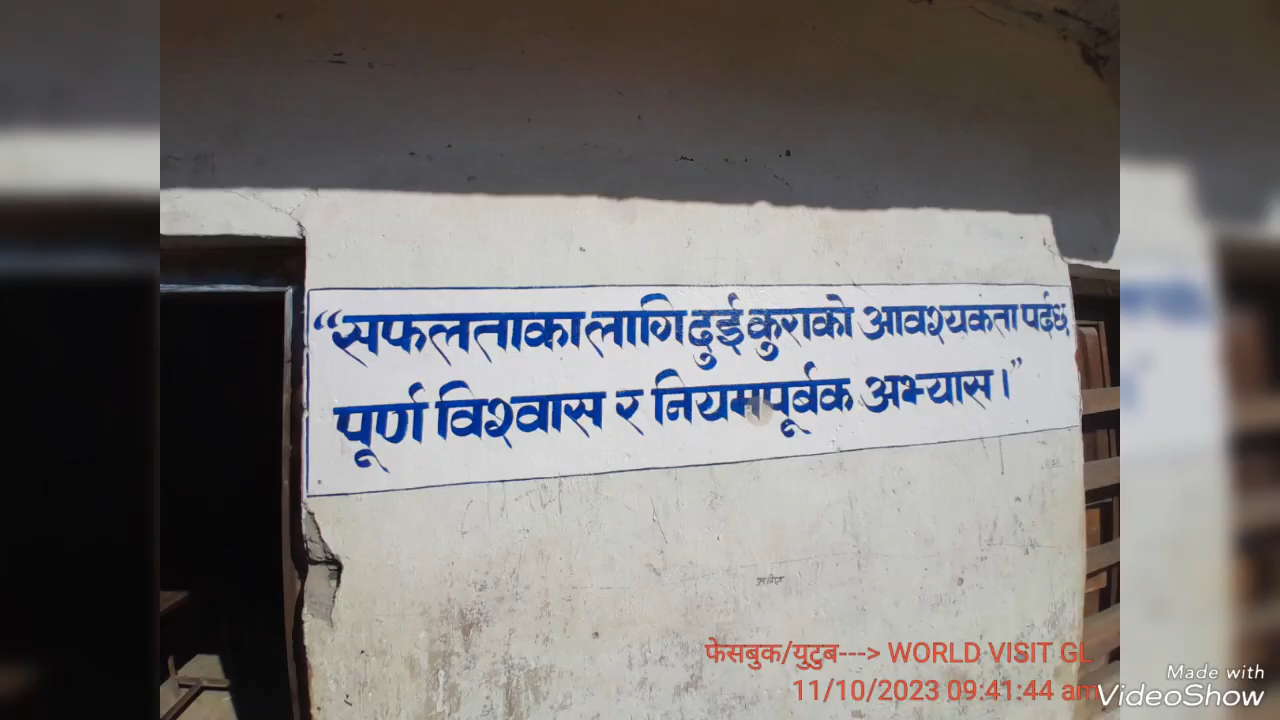 “सफलताका लागि दुई कुराको आवश्यकता पर्दछ
पूर्ण विश्वास र नियमपूर्बक अभ्यास।”
फेसबुक/युटुब---> WORLD VISIT GL
11/10/2023 09:41:44 am
Made with
VideoShow